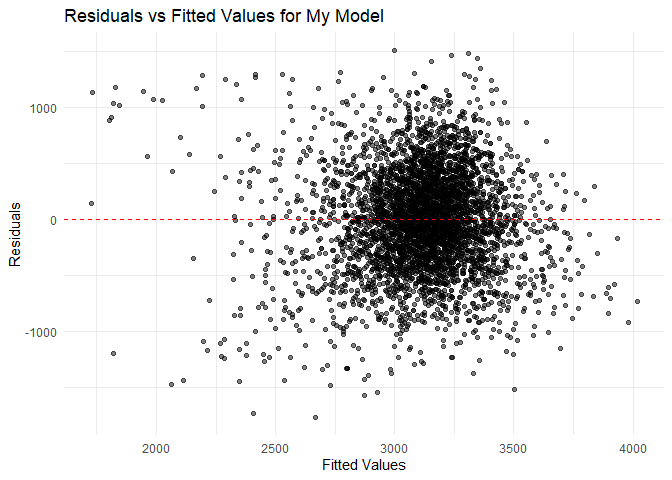 Residuals vs Fitted Values for My Model
1000
0
-1000
Residuals
2000 2500 3000 3500 4000
Fitted Values